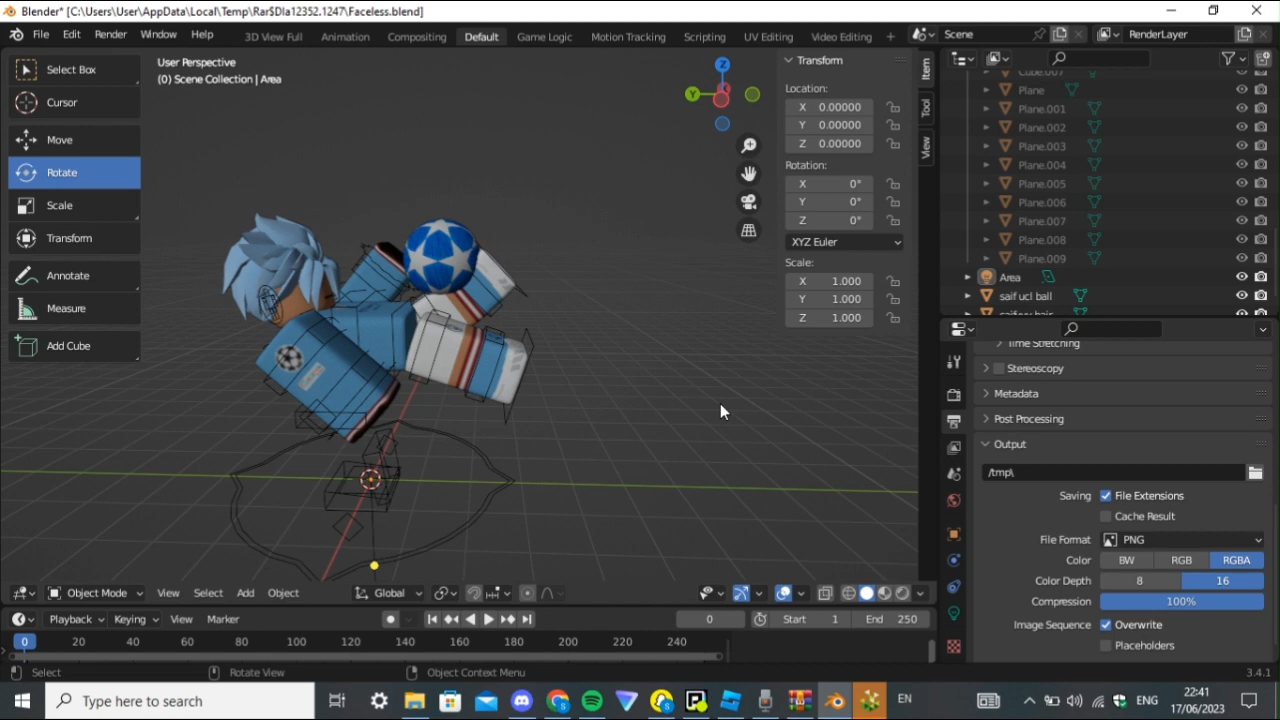 Blender* [C:\Users\User\AppData\Local\Temp\Rar$DIa12352.1247\Faceless.blend]
File Edit Render Window Help 3D View Full Animation Compositing Default Game Logic Motion Tracking Scripting UV Editing Video Editing + Scene RenderLayer
User Perspective
(0) Scene Collection | Area
Select Box
Cursor
Move
Rotate
Scale
Transform
Annotate
Measure
Add Cube
Z
Y
Transform
Location:
X 0.00000
Y 0.00000
Z 0.00000
Rotation:
X 0°
Y 0°
Z 0°
XYZ Euler
Scale:
X 1.000
Y 1.000
Z 1.000
Item
Tool
View
Cube.007
Plane
Plane.001
Plane.002
Plane.003
Plane.004
Plane.005
Plane.006
Plane.007
Plane.008
Plane.009
Area
saif ucl ball
Time Stretching
Stereoscopy
Metadata
Post Processing
Output
/tmp\
Saving File Extensions
Cache Result
File Format PNG
Color BW RGB RGBA
Color Depth 8 16
Compression 100%
Image Sequence Overwrite
Placeholders
Object Mode View Select Add Object Global
Playback Keying View Marker 0 Start 1 End 250
0 20 40 60 80 100 120 140 160 180 200 220 240
Select Rotate View Object Context Menu 3.4.1
Type here to search EN ENG 22:41
17/06/2023